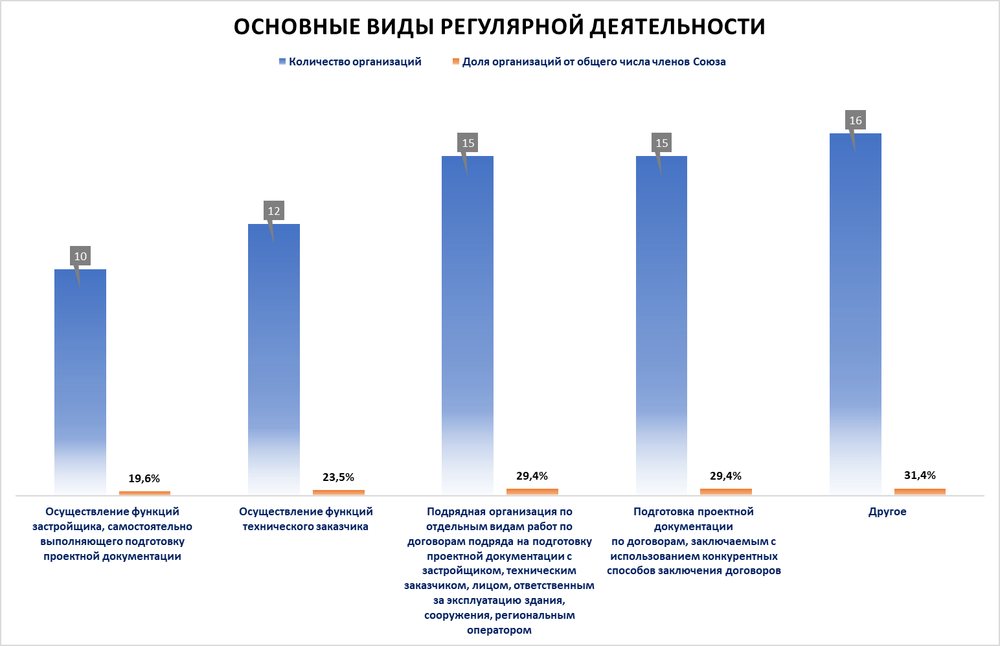 ОСНОВНЫЕ ВИДЫ РЕГУЛЯРНОЙ ДЕЯТЕЛЬНОСТИ
Количество организаций
Доля организаций от общего числа членов Союза
10
12
15
15
16
19,6%
23,5%
29,4%
29,4%
31,4%
Осуществление функций
застройщика, самостоятельно
выполняющего подготовку
проектной документации
Осуществление функций
технического заказчика
Подрядная организация по
отдельным видам работ по
договорам подряда на подготовку
проектной документации с
застройщиком, техническим
заказчиком, лицом, ответственным
за эксплуатацию здания,
сооружения, региональным
оператором
Подготовка проектной
документации
по договорам, заключаемым с
использованием конкурентных
способов заключения договоров
Другое